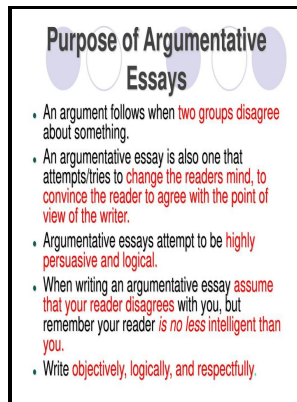 Purpose of Argumentative
Essays
• An argument follows when two groups disagree
about something.
• An argumentative essay is also one that
attempts/tries to change the readers mind, to
convince the reader to agree with the point of
view of the writer.
• Argumentative essays attempt to be highly
persuasive and logical.
• When writing an argumentative essay assume
that your reader disagrees with you, but
remember your reader is no less intelligent than
you.
• Write objectively, logically, and respectfully.